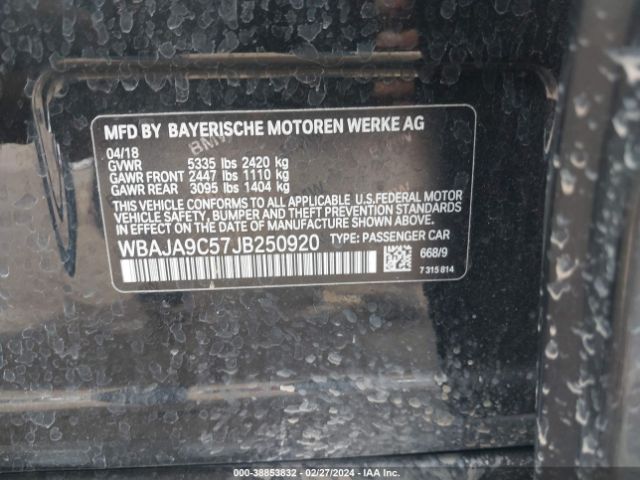 MFD BY BAYERISCHE MOTOREN WERKE AG
04/18
GVWR 5335 lbs 2420 kg
GAWR FRONT 2447 lbs 1110 kg
GAWR REAR 3095 lbs 1404 kg
THIS VEHICLE CONFORMS TO ALL APPLICABLE U.S.FEDERAL MOTOR
VEHICLE SAFETY, BUMPER AND THEFT PREVENTION STANDARDS
IN EFFECT ON THE DATE OF MANUFACTURE SHOWN ABOVE.
WBAJA9C57JB250920 TYPE: PASSENGER CAR
668/9
7 315 814
000-38853832 - 02/27/2024 - IAA Inc.